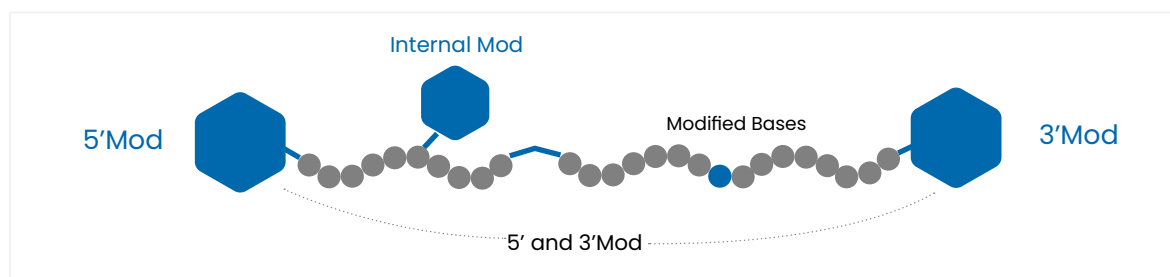 Internal Mod
5’Mod
Modified Bases
3’Mod
5’ and 3’Mod